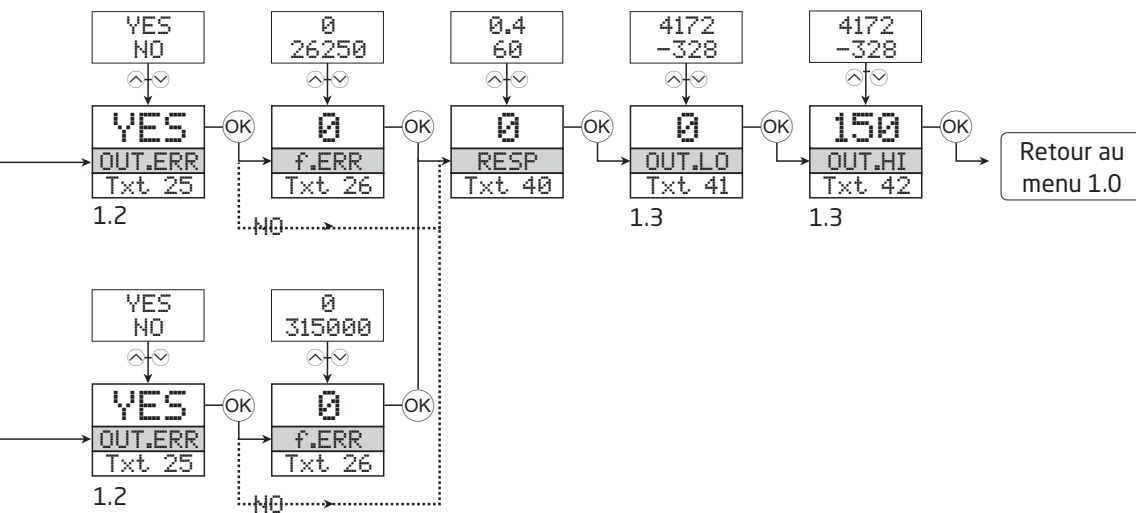 YES
NO
0
26250
0.4
60
4172
-328
4172
-328
YES
OK
0
OK
0
OK
0
OK
150
OK
OUT.ERR
f.ERR
RESP
OUT.LO
OUT.HI
Txt 25
Txt 26
Txt 40
Txt 41
Txt 42
Retour au
menu 1.0
1.2
1.3
1.3
NO
YES
NO
0
315000
YES
OK
0
OK
OUT.ERR
f.ERR
Txt 25
Txt 26
1.2
NO